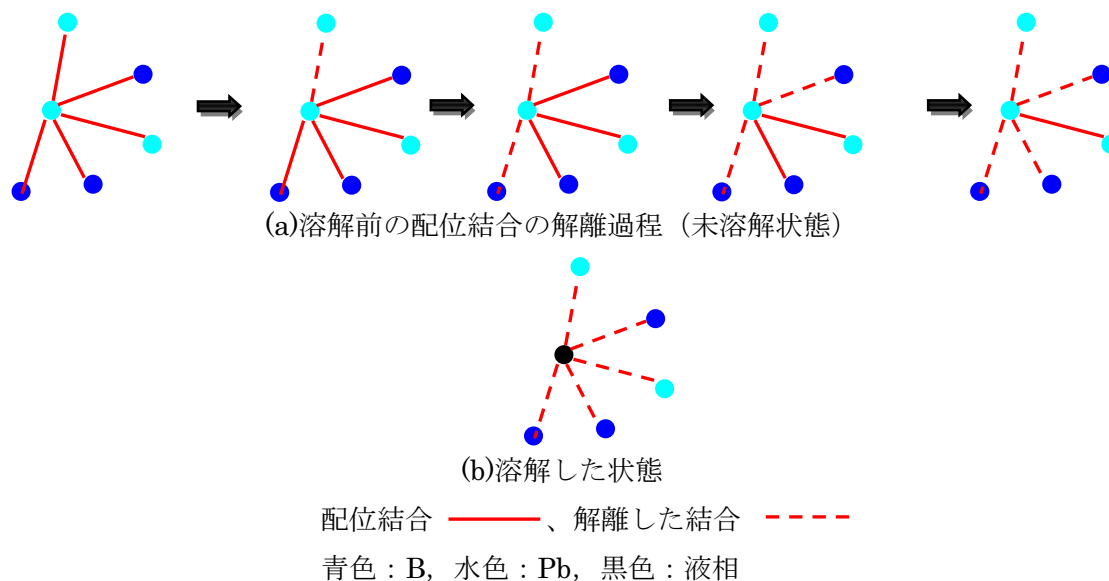 (a)溶解前の配位結合の解離過程（未溶解状態）
(b)溶解した状態
配位結合 、解離した結合
青色：B，水色：Pb，黒色：液相